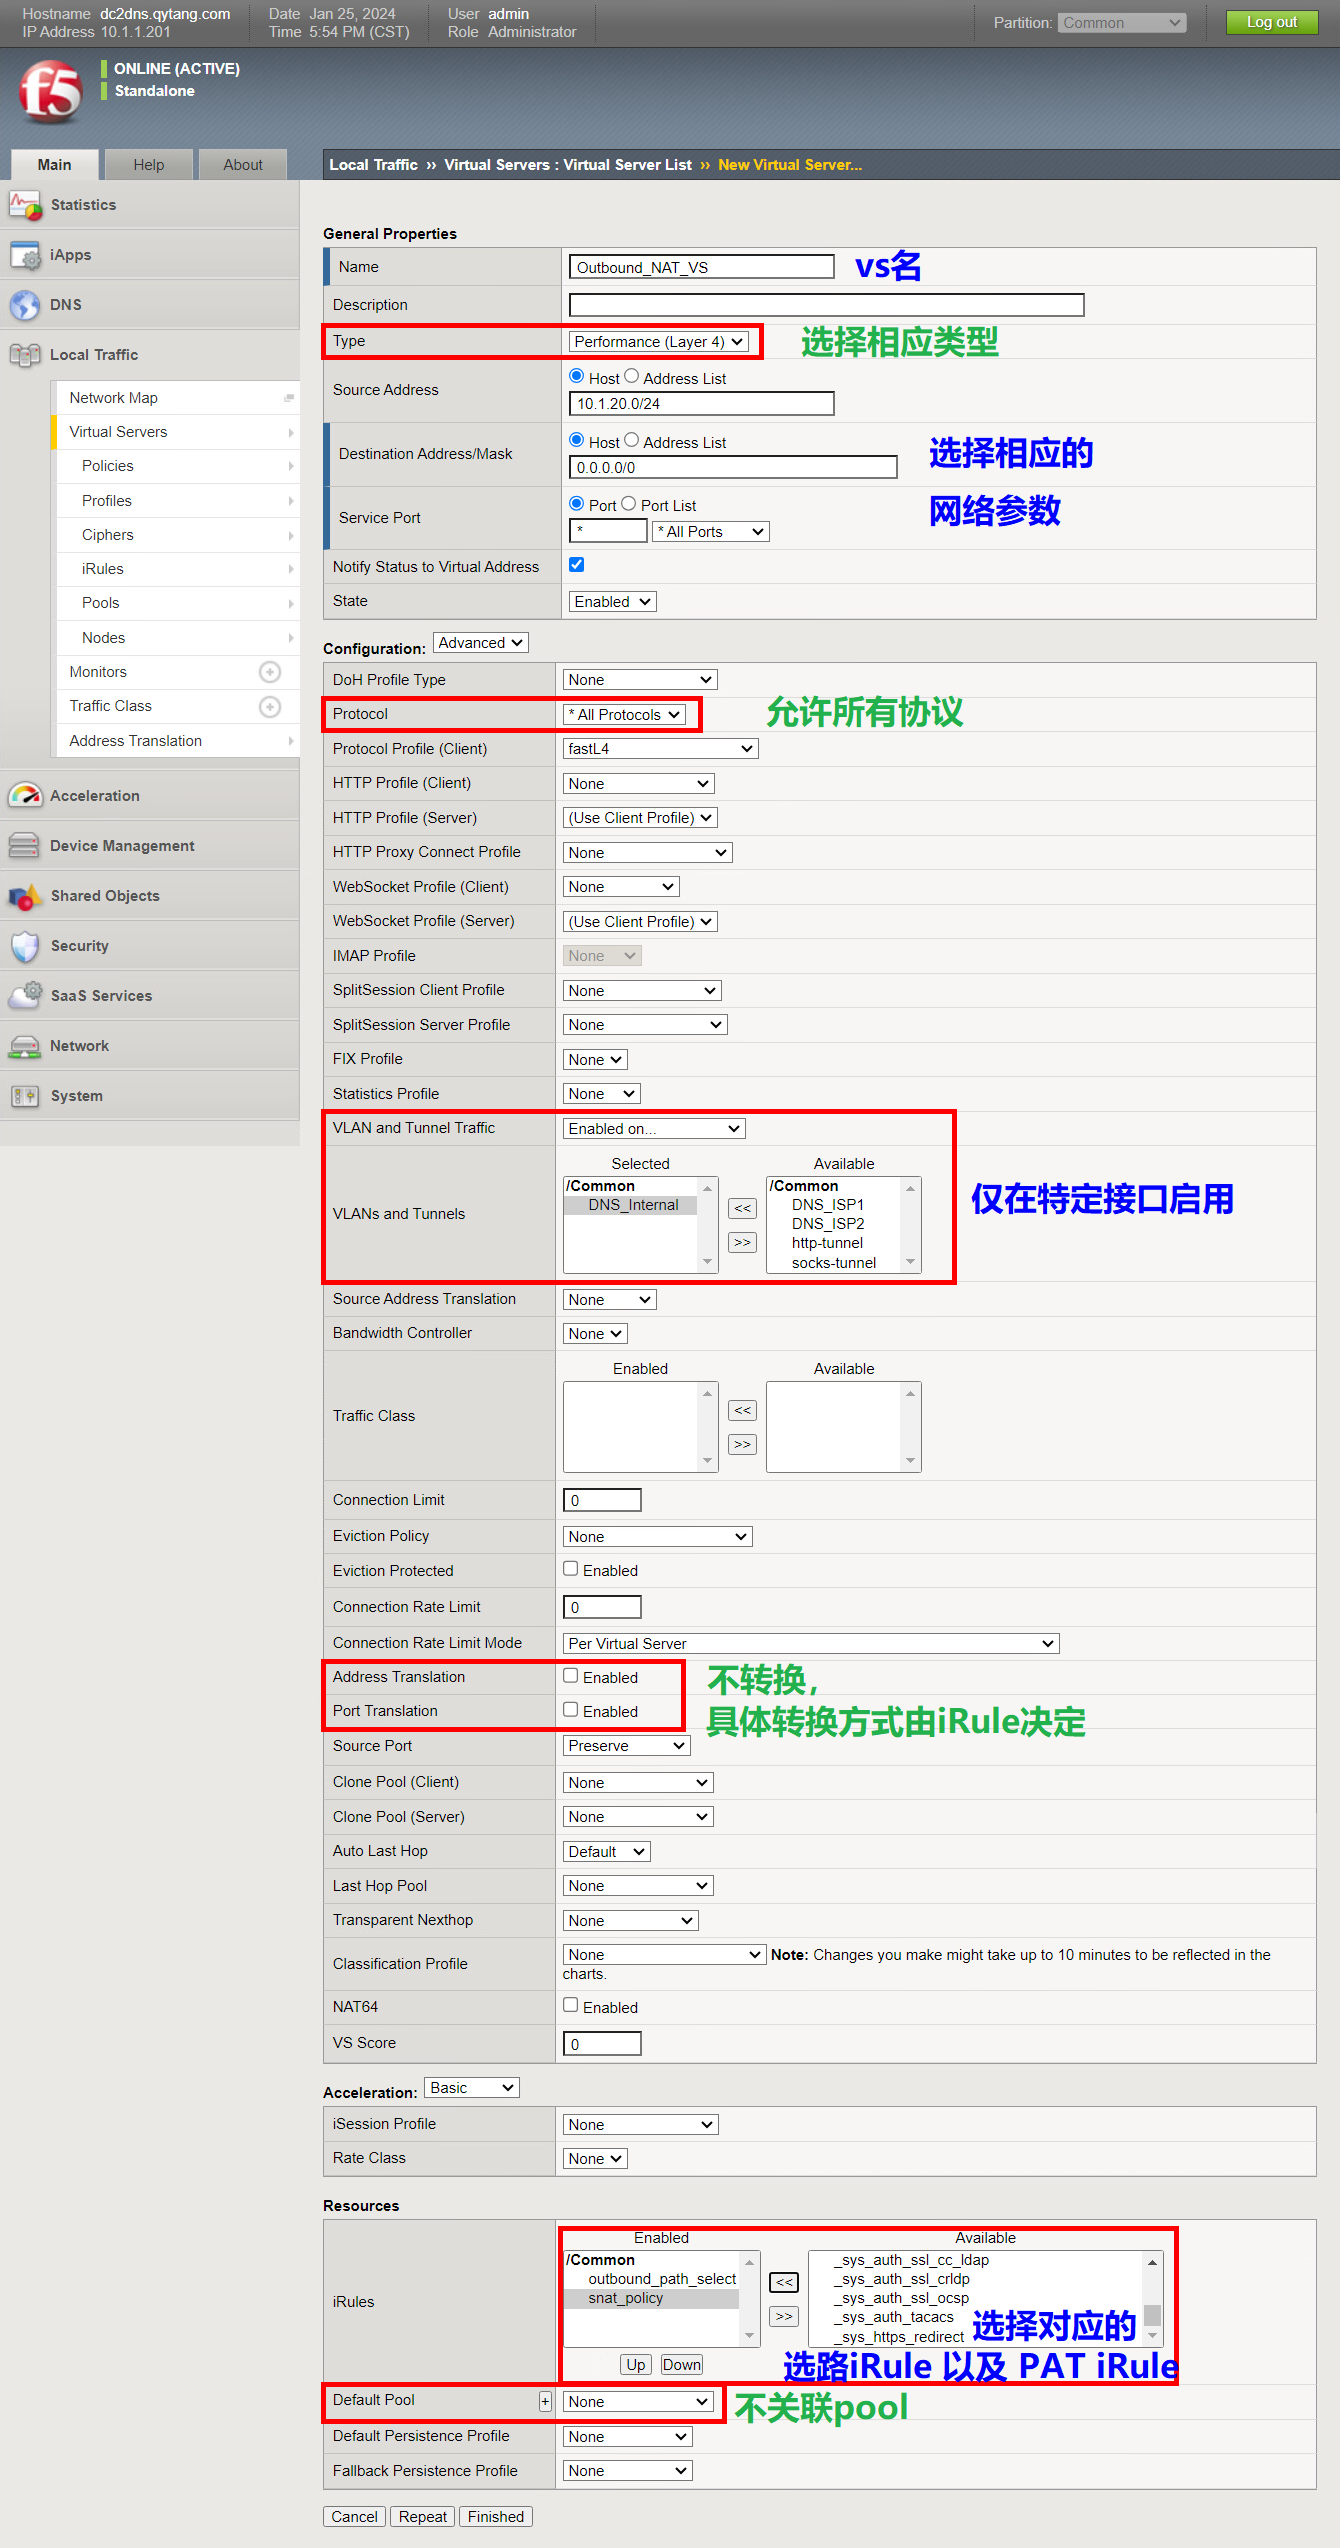 Hostname dc2dns.qytang.com Date Jan 25, 2024 User admin
IP Address 10.1.1.201 Time 5:54 PM (CST) Role Administrator
Partition: Common Log out
f5
ONLINE (ACTIVE)
Standalone
Main Help About
Local Traffic ›› Virtual Servers : Virtual Server List ›› New Virtual Server...
Statistics
iApps
DNS
Local Traffic
Network Map
Virtual Servers
Policies
Profiles
Ciphers
iRules
Pools
Nodes
Monitors
Traffic Class
Address Translation
Acceleration
Device Management
Shared Objects
Security
SaaS Services
Network
System
General Properties
Name Outbound_NAT_VS vs名
Description
Type Performance (Layer 4) 选择相应类型
Source Address Host Address List
10.1.20.0/24
Destination Address/Mask Host Address List
0.0.0.0/0 选择相应的
Service Port Port Port List 网络参数
* * All Ports
Notify Status to Virtual Address
State Enabled
Configuration: Advanced
DoH Profile Type None
Protocol * All Protocols 允许所有协议
Protocol Profile (Client) fastL4
HTTP Profile (Client) None
HTTP Profile (Server) (Use Client Profile)
HTTP Proxy Connect Profile None
WebSocket Profile (Client) None
WebSocket Profile (Server) (Use Client Profile)
IMAP Profile None
SplitSession Client Profile None
SplitSession Server Profile None
FIX Profile None
Statistics Profile None
VLAN and Tunnel Traffic Enabled on...
VLANs and Tunnels
Selected Available
/Common /Common
DNS_Internal DNS_ISP1
<< DNS_ISP2
>> http-tunnel
socks-tunnel
仅在特定接口启用
Source Address Translation None
Bandwidth Controller None
Traffic Class
Enabled Available
<<
>>
Connection Limit 0
Eviction Policy None
Eviction Protected Enabled
Connection Rate Limit 0
Connection Rate Limit Mode Per Virtual Server
Address Translation Enabled 不转换，
Port Translation Enabled 具体转换方式由iRule决定
Source Port Preserve
Clone Pool (Client) None
Clone Pool (Server) None
Auto Last Hop Default
Last Hop Pool None
Transparent Nexthop None
Classification Profile None Note: Changes you make might take up to 10 minutes to be reflected in the
charts.
NAT64 Enabled
VS Score 0
Acceleration: Basic
iSession Profile None
Rate Class None
Resources
iRules
Enabled Available
/Common _sys_auth_ssl_cc_ldap
outbound_path_select << _sys_auth_ssl_crldp
snat_policy _sys_auth_ssl_ocsp
>> _sys_auth_tacacs
_sys_https_redirect 选择对应的
Up Down 选路iRule 以及 PAT iRule
Default Pool + None 不关联pool
Default Persistence Profile None
Fallback Persistence Profile None
Cancel Repeat Finished